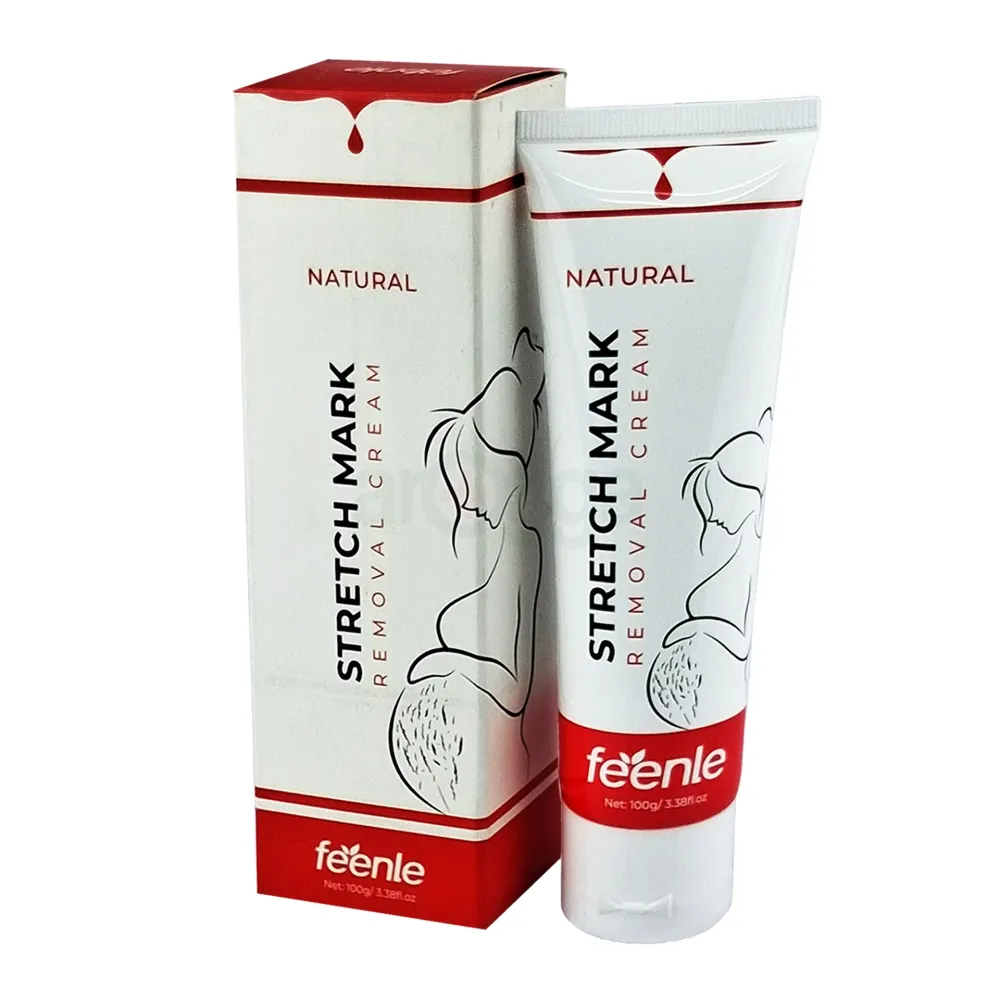 feenle
NATURAL
STRETCH MARK
REMOVAL CREAM
feenle
Net: 100g/ 3.38fl.oz
NATURAL
STRETCH MARK
REMOVAL CREAM
feenle
Net: 100g/ 3.38fl.oz